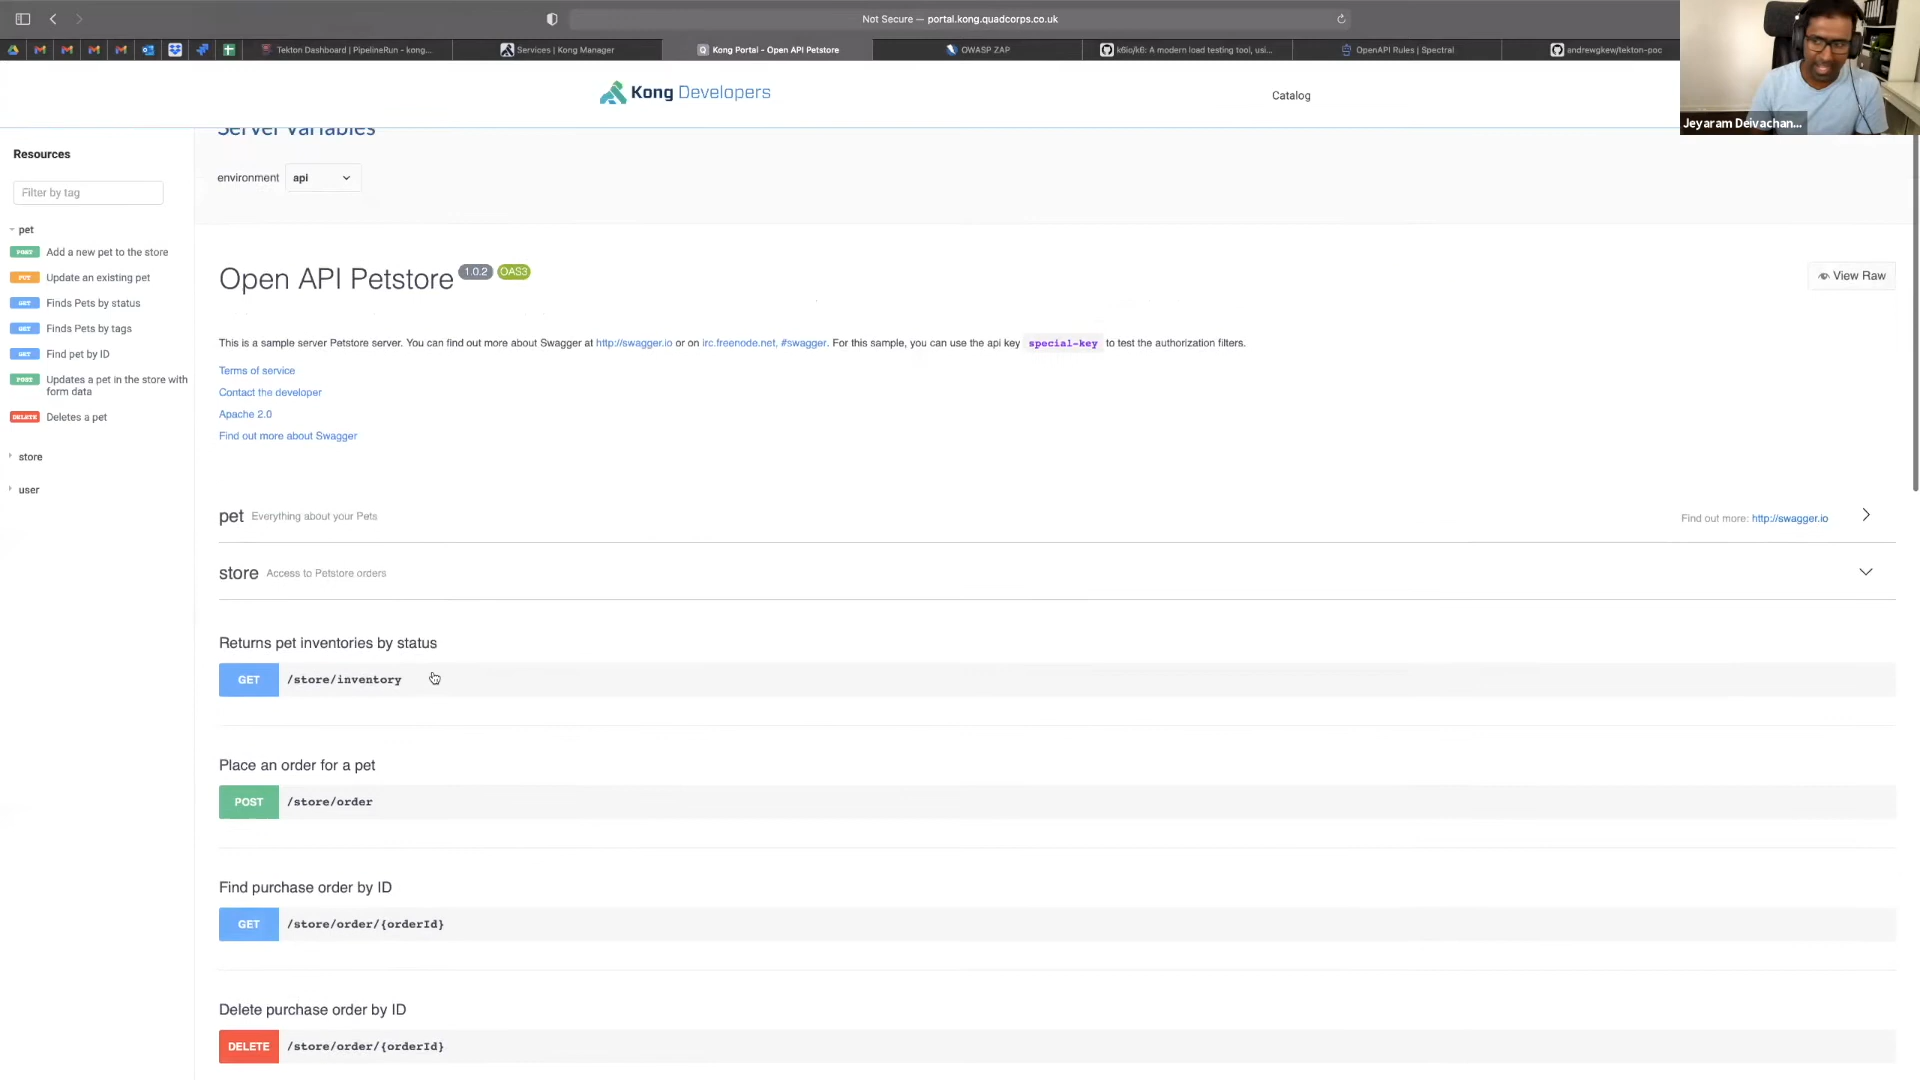 Not Secure — portal.kong.quadcorps.co.uk
Tekton Dashboard | PipelineRun - kong...
Services | Kong Manager
Kong Portal - Open API Petstore
OWASP ZAP
k6io/k6: A modern load testing tool, usi...
OpenAPI Rules | Spectral
andrewgkew/tekton-poc
Jeyaram Deivachan...
Kong Developers
Catalog
Resources
Filter by tag
pet
POST Add a new pet to the store
PUT Update an existing pet
GET Finds Pets by status
GET Finds Pets by tags
GET Find pet by ID
POST Updates a pet in the store with
form data
DELETE Deletes a pet
store
user
Server Variables
environment api
Open API Petstore 1.0.2 OAS3
View Raw
This is a sample server Petstore server. You can find out more about Swagger at http://swagger.io or on irc.freenode.net, #swagger. For this sample, you can use the api key special-key to test the authorization filters.
Terms of service
Contact the developer
Apache 2.0
Find out more about Swagger
pet Everything about your Pets
Find out more: http://swagger.io
store Access to Petstore orders
Returns pet inventories by status
GET /store/inventory
Place an order for a pet
POST /store/order
Find purchase order by ID
GET /store/order/{orderId}
Delete purchase order by ID
DELETE /store/order/{orderId}